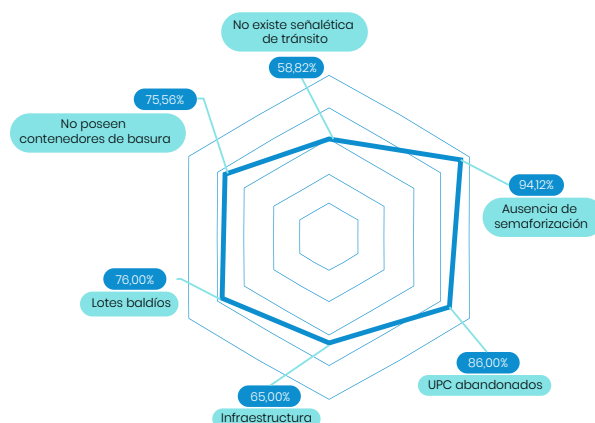 No existe señalética
de tránsito
58,82%
75,56%
No poseen
contenedores de basura
94,12%
Ausencia de
semaforización
76,00%
Lotes baldíos
86,00%
UPC abandonados
65,00%
Infraestructura